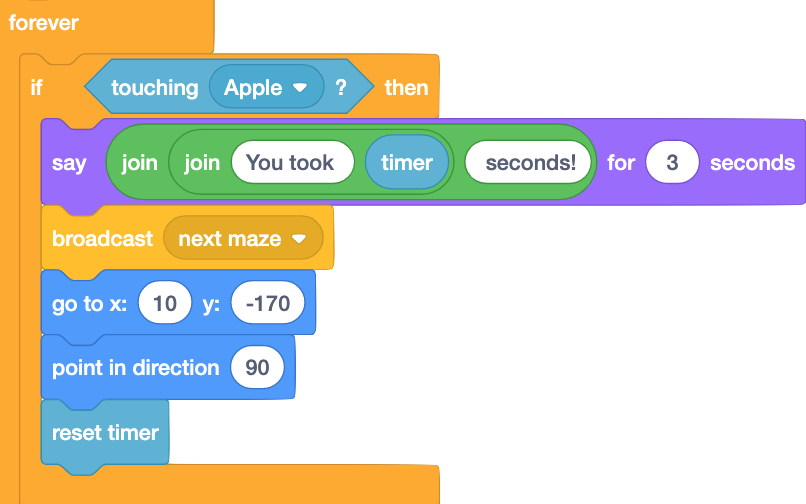 forever
if touching Apple ? then
say join join You took timer seconds! for 3 seconds
broadcast next maze
go to x: 10 y: -170
point in direction 90
reset timer